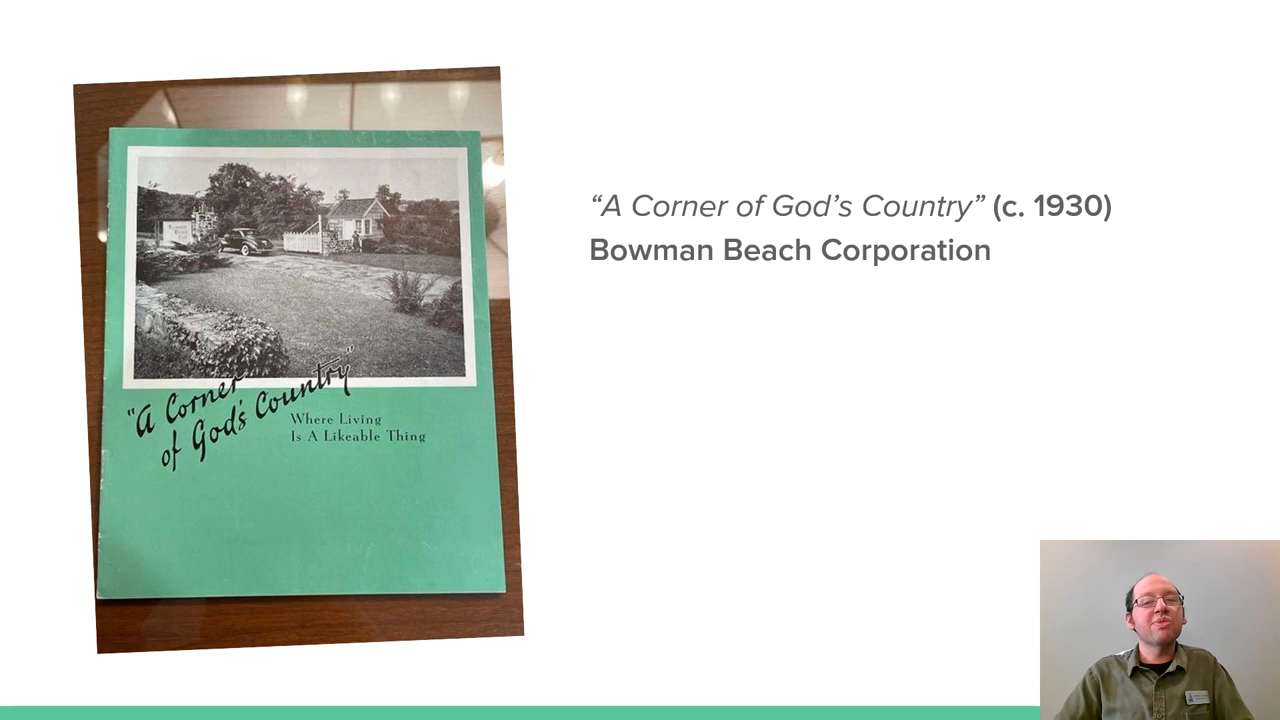 "A Corner
of God's Country"
Where Living
Is A Likeable Thing
“A Corner of God’s Country” (c. 1930)
Bowman Beach Corporation